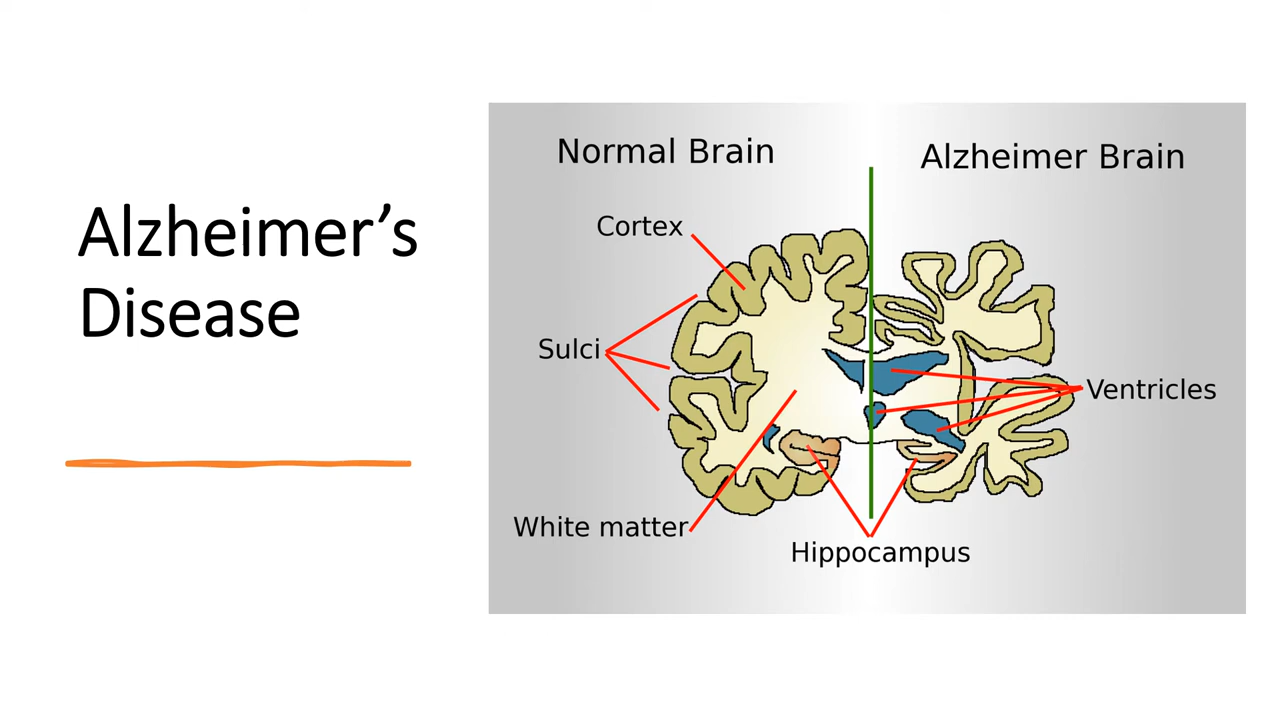 Alzheimer’s
Disease
Normal Brain
Alzheimer Brain
Cortex
Sulci
Ventricles
White matter
Hippocampus